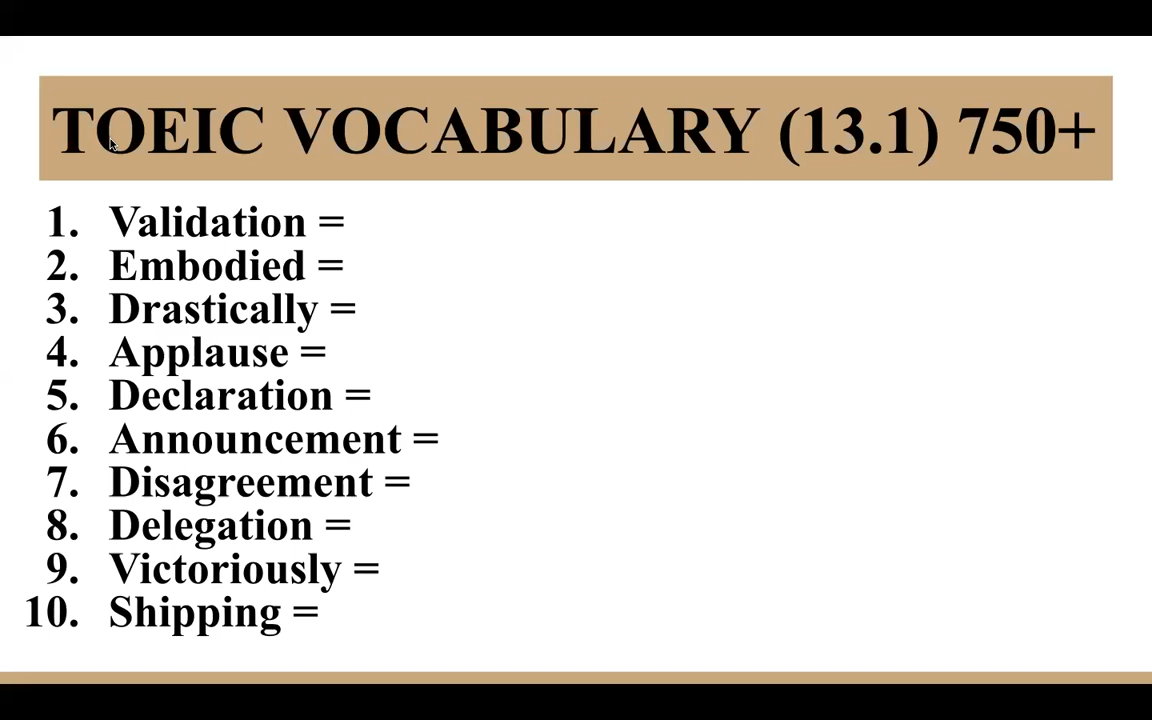 TOEIC VOCABULARY (13.1) 750+
1. Validation =
2. Embodied =
3. Drastically =
4. Applause =
5. Declaration =
6. Announcement =
7. Disagreement =
8. Delegation =
9. Victoriously =
10. Shipping =